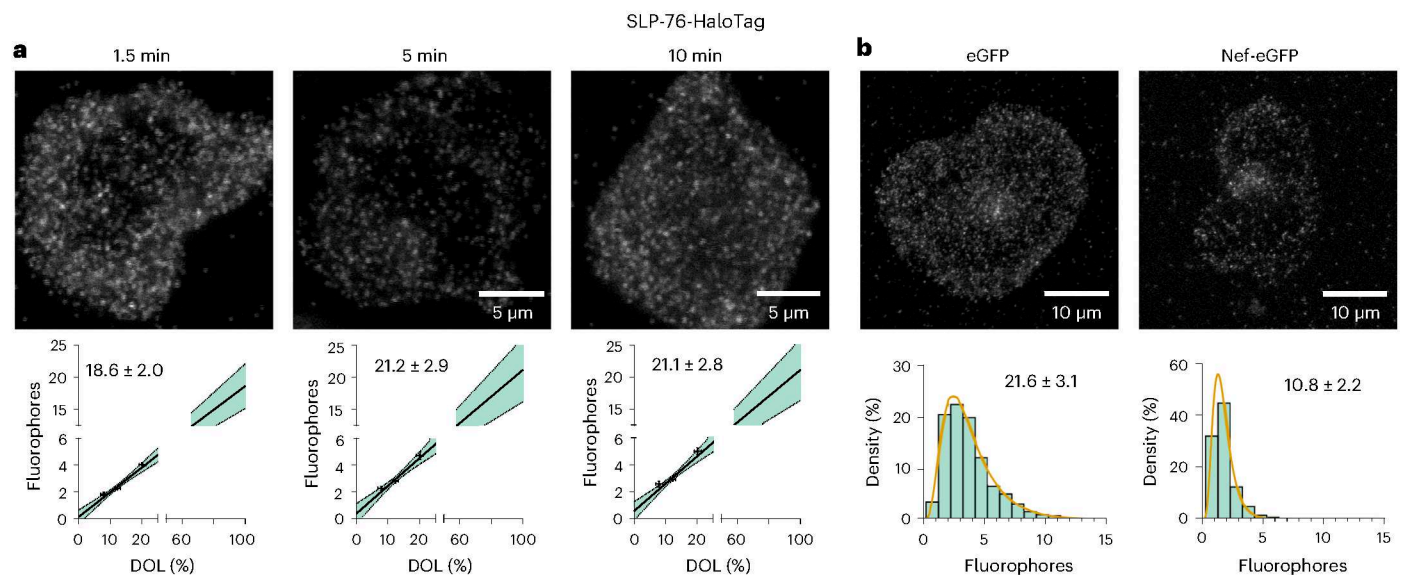 SLP-76-HaloTag
a
1.5 min
5 min
10 min
5 µm
5 µm
b
eGFP
Nef-eGFP
10 µm
10 µm
Fluorophores
25
20
15
6
4
2
0
18.6 ± 2.0
0 10 20 60 100
DOL (%)
25
20
15
6
4
2
0
21.2 ± 2.9
0 10 20 60 100
DOL (%)
25
20
15
6
4
2
0
21.1 ± 2.8
0 10 20 60 100
DOL (%)
Density (%)
30
20
10
0
21.6 ± 3.1
0 5 10 15
Fluorophores
Density (%)
60
40
20
0
10.8 ± 2.2
0 5 10 15
Fluorophores